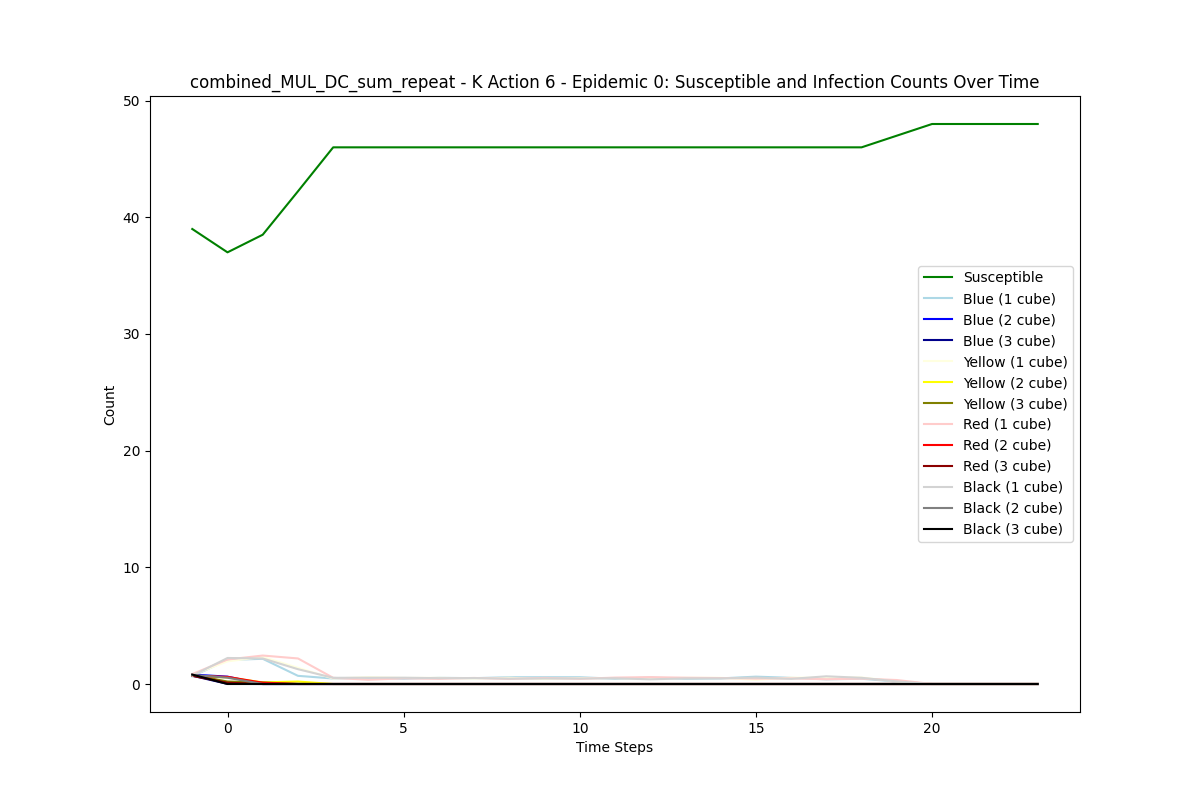 combined_MUL_DC_sum_repeat - K Action 6 - Epidemic 0: Susceptible and Infection Counts Over Time
50
40
30
20
10
0
Count
Susceptible
Blue (1 cube)
Blue (2 cube)
Blue (3 cube)
Yellow (1 cube)
Yellow (2 cube)
Yellow (3 cube)
Red (1 cube)
Red (2 cube)
Red (3 cube)
Black (1 cube)
Black (2 cube)
Black (3 cube)
0 5 10 15 20
Time Steps